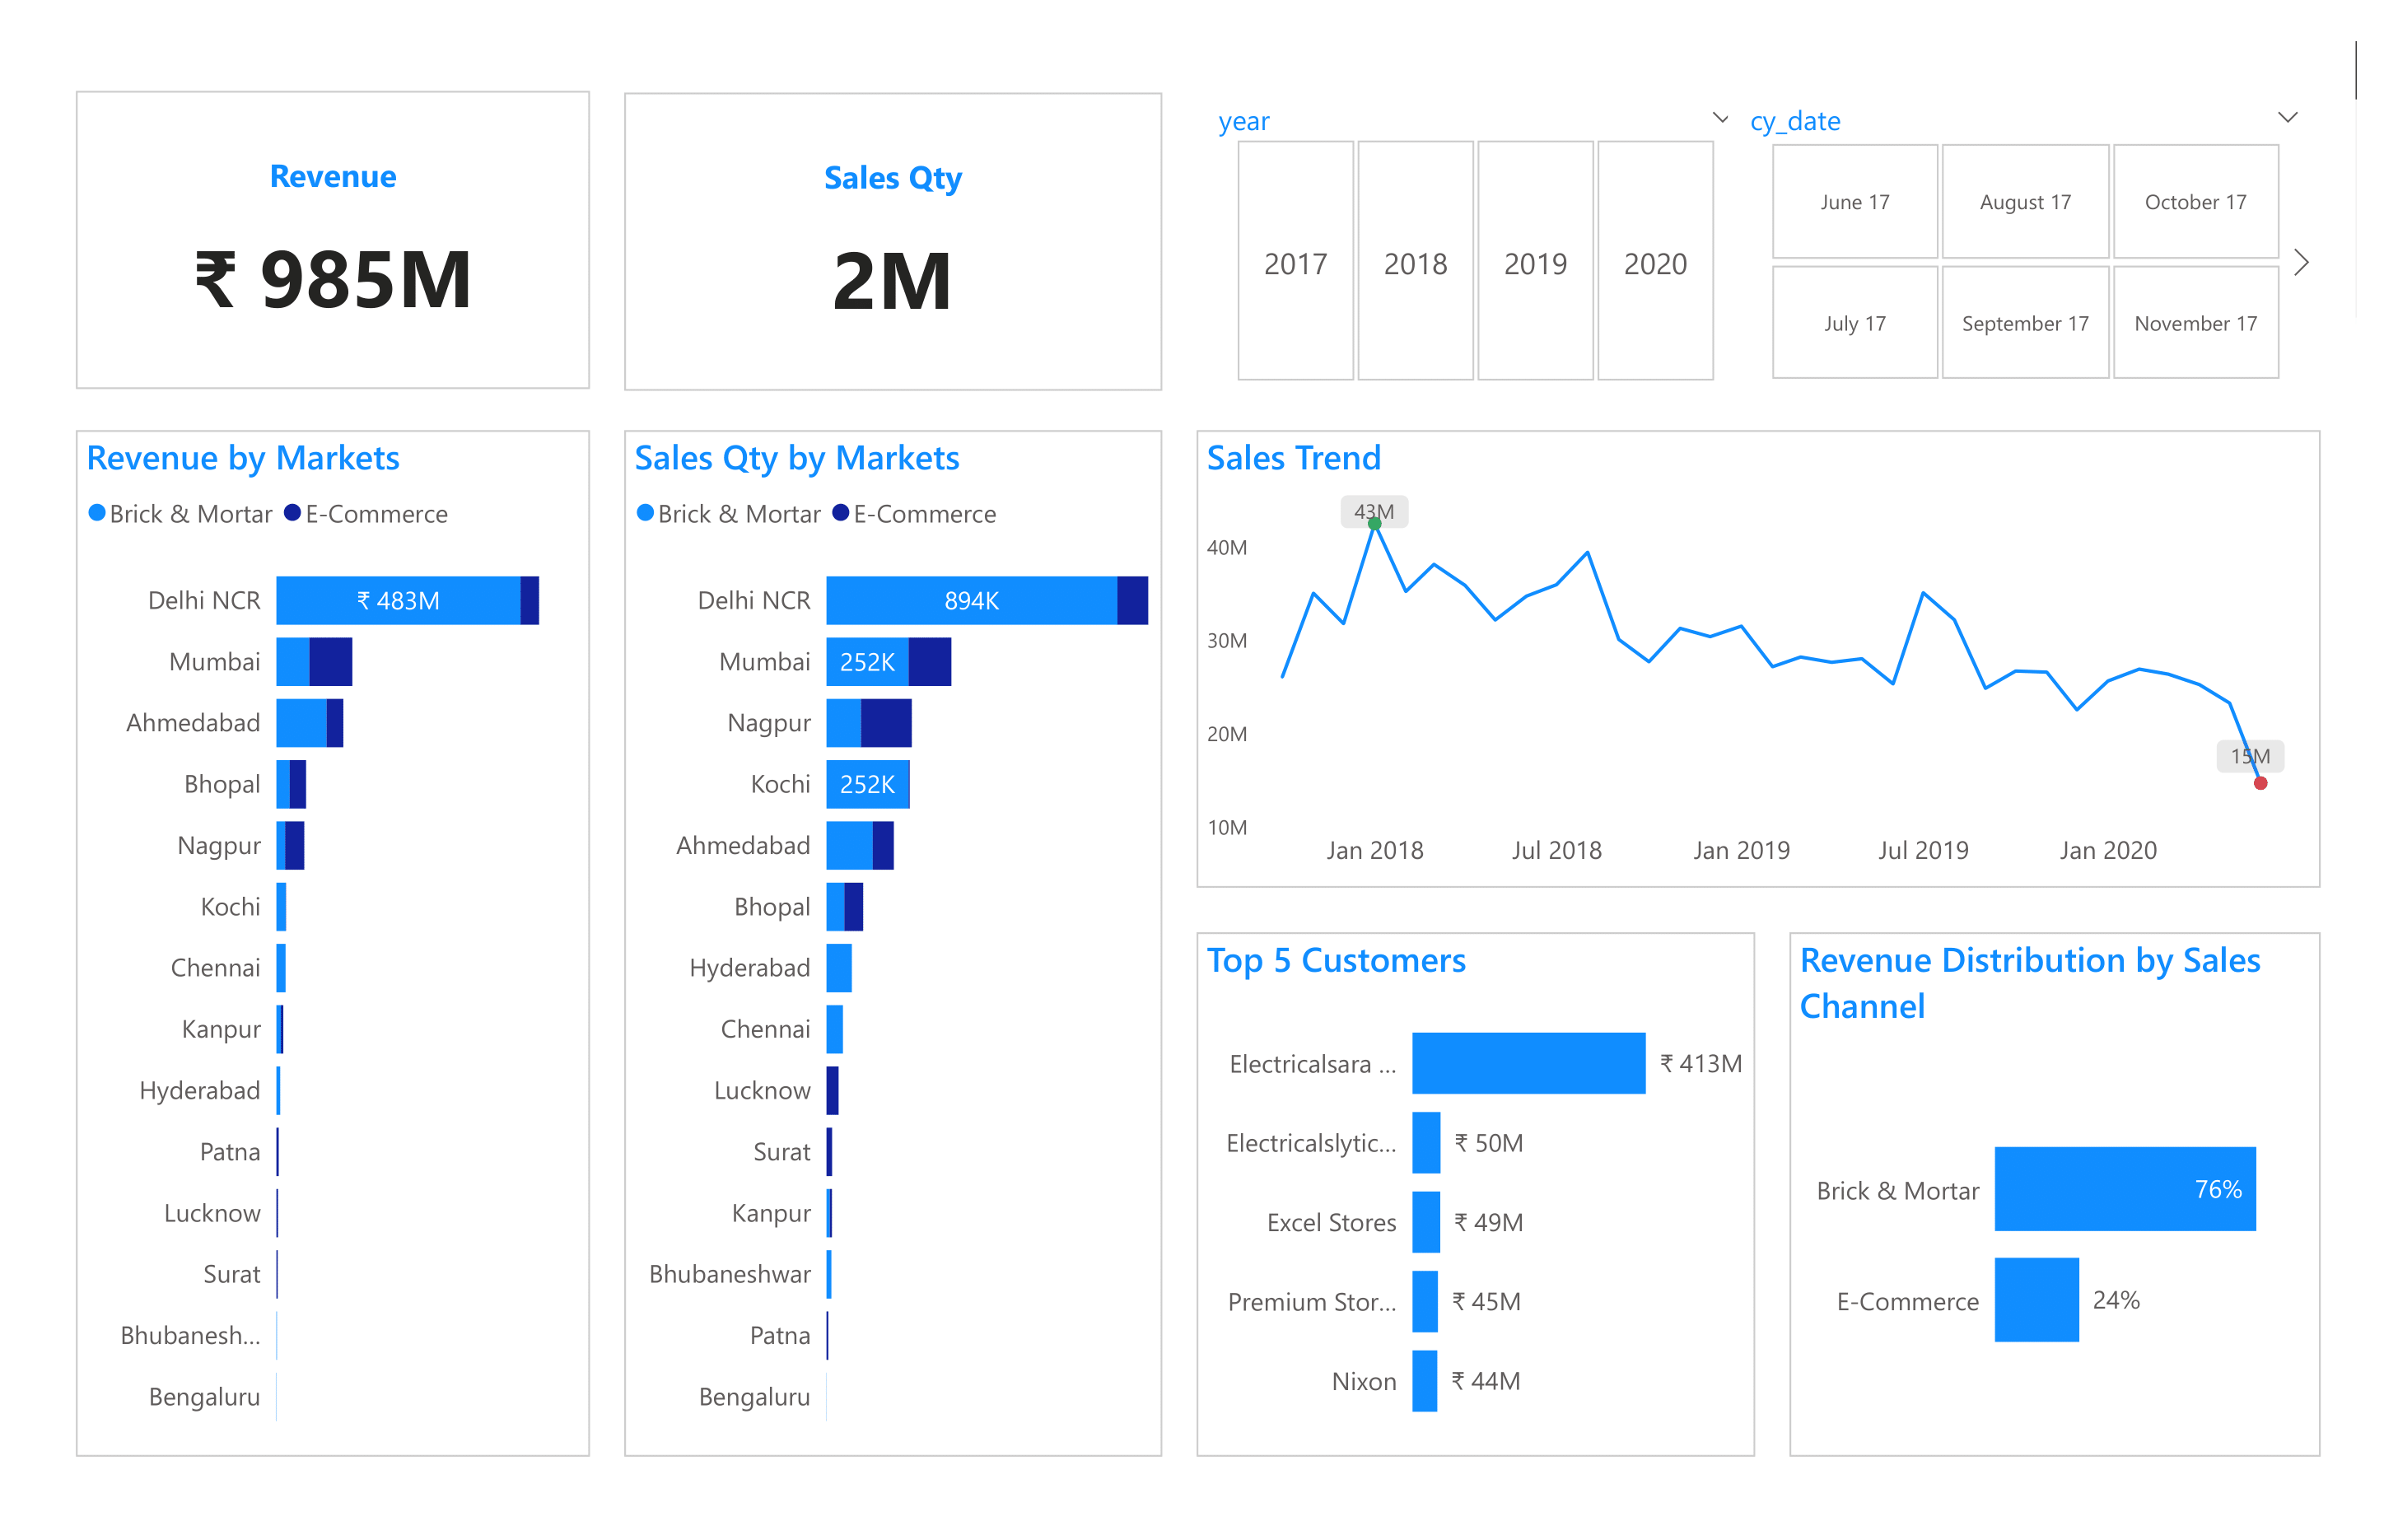 Revenue
₹ 985M
Sales Qty
2M
year
2017 2018 2019 2020
cy_date
June 17 August 17 October 17
July 17 September 17 November 17
Revenue by Markets
Brick & Mortar E-Commerce
Delhi NCR ₹ 483M
Mumbai
Ahmedabad
Bhopal
Nagpur
Kochi
Chennai
Kanpur
Hyderabad
Patna
Lucknow
Surat
Bhubanesh...
Bengaluru
Sales Qty by Markets
Brick & Mortar E-Commerce
Delhi NCR 894K
Mumbai 252K
Nagpur
Kochi 252K
Ahmedabad
Bhopal
Hyderabad
Chennai
Lucknow
Surat
Kanpur
Bhubaneshwar
Patna
Bengaluru
Sales Trend
43M
40M
30M
20M
15M
10M
Jan 2018 Jul 2018 Jan 2019 Jul 2019 Jan 2020
Top 5 Customers
Electricalsara ... ₹ 413M
Electricalslytic... ₹ 50M
Excel Stores ₹ 49M
Premium Stor... ₹ 45M
Nixon ₹ 44M
Revenue Distribution by Sales
Channel
Brick & Mortar 76%
E-Commerce 24%